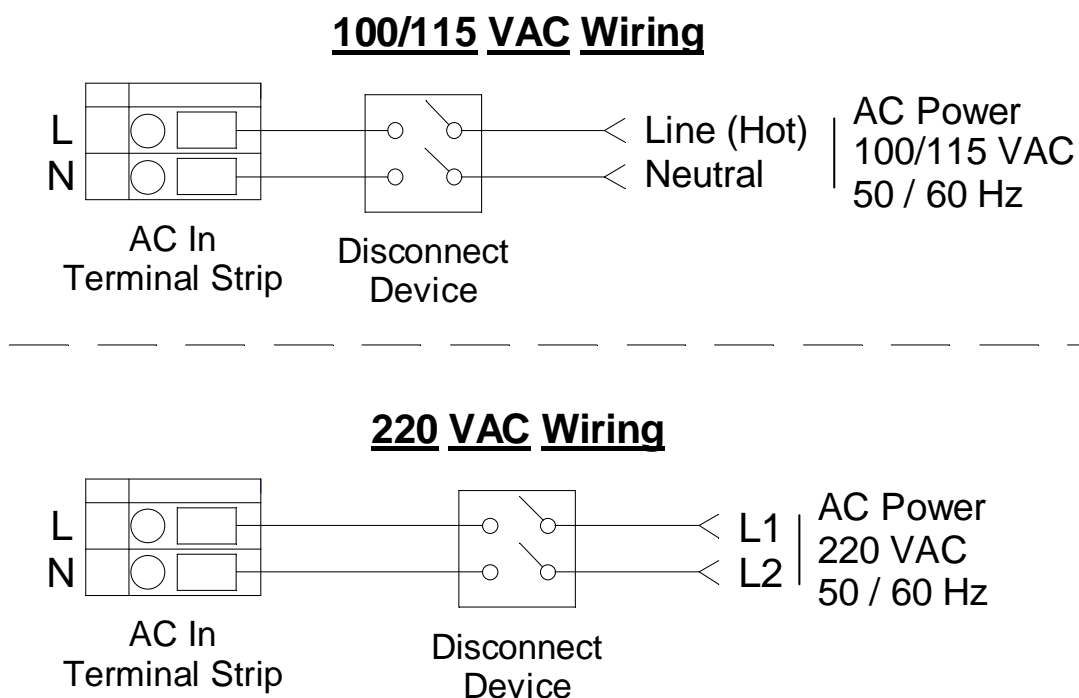 100/115 VAC Wiring
L
N
AC In
Terminal Strip
Disconnect
Device
Line (Hot)
Neutral
AC Power
100/115 VAC
50 / 60 Hz
220 VAC Wiring
L
N
AC In
Terminal Strip
Disconnect
Device
L1
L2
AC Power
220 VAC
50 / 60 Hz